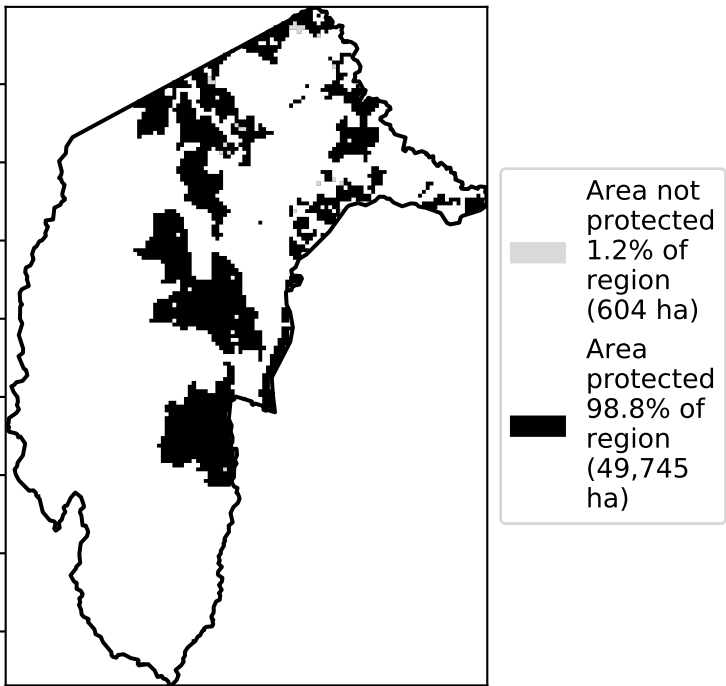 Area not
protected
1.2% of
region
(604 ha)
Area
protected
98.8% of
region
(49,745
ha)